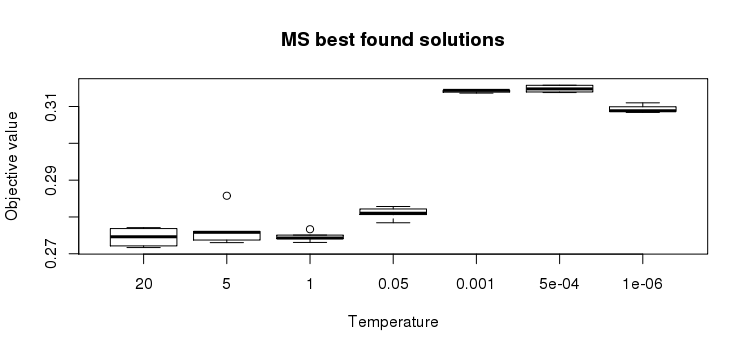 MS best found solutions
Objective value
0.31
0.29
0.27
20 5 1 0.05 0.001 5e-04 1e-06
Temperature